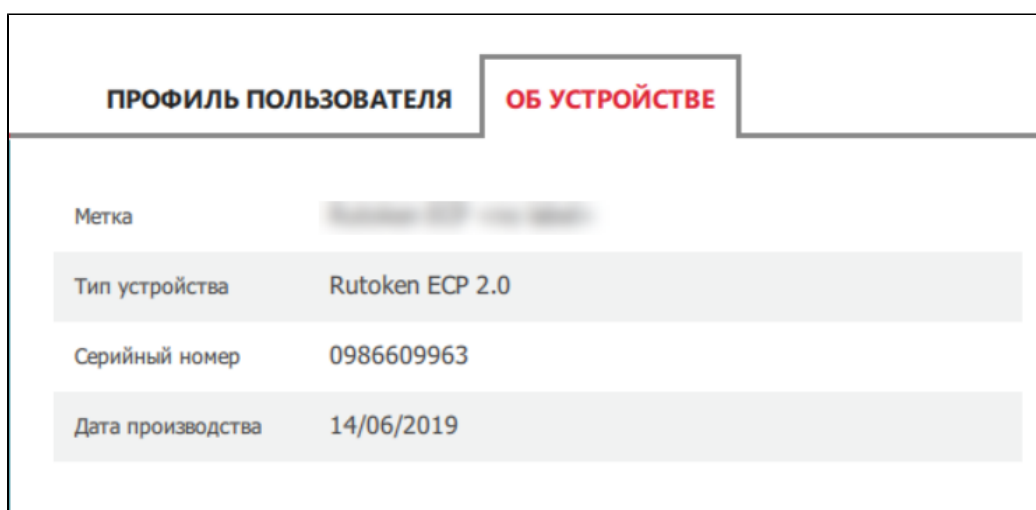 ПРОФИЛЬ ПОЛЬЗОВАТЕЛЯ ОБ УСТРОЙСТВЕ
Метка
Тип устройства Rutoken ECP 2.0
Серийный номер 0986609963
Дата производства 14/06/2019